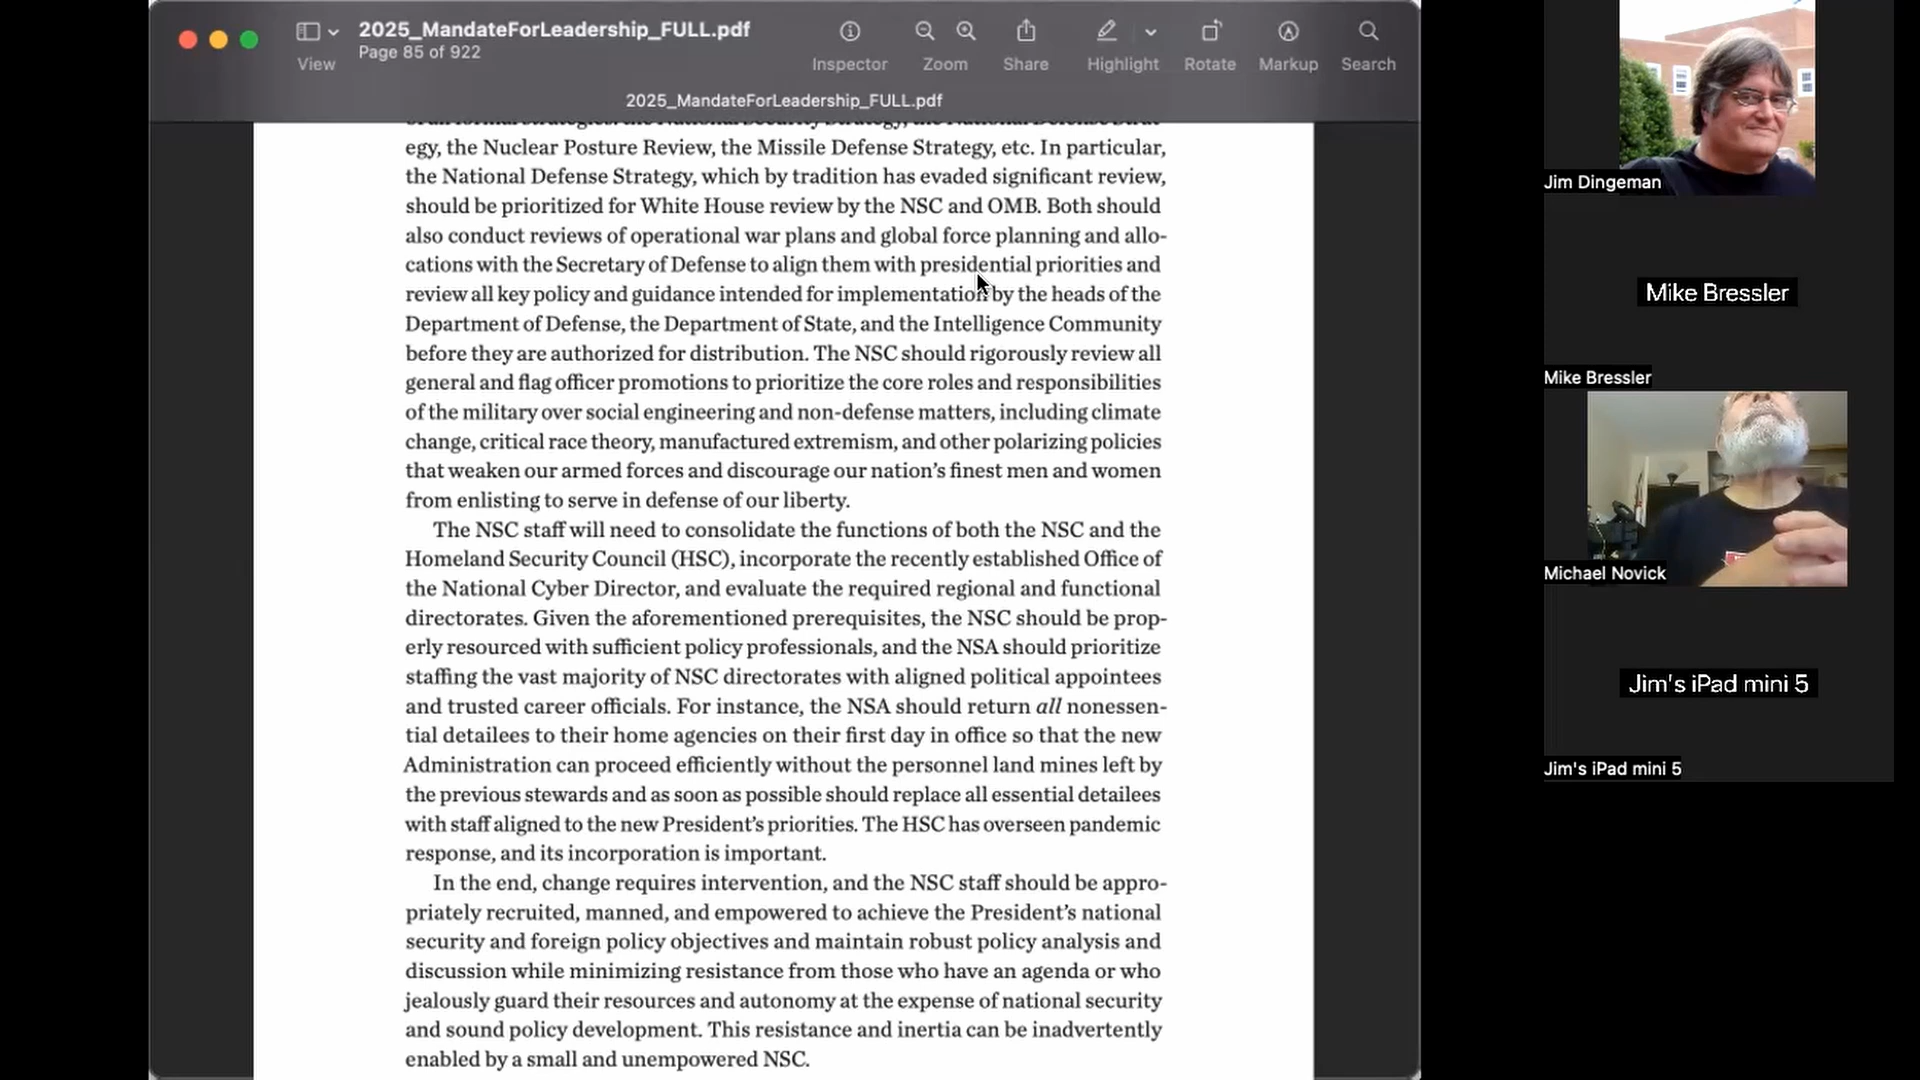 2025_MandateForLeadership_FULL.pdf
Page 85 of 922
View
Inspector
Zoom
Share
Highlight
Rotate
Markup
Search
2025_MandateForLeadership_FULL.pdf
egy, the Nuclear Posture Review, the Missile Defense Strategy, etc. In particular,
the National Defense Strategy, which by tradition has evaded significant review,
should be prioritized for White House review by the NSC and OMB. Both should
also conduct reviews of operational war plans and global force planning and allo-
cations with the Secretary of Defense to align them with presidential priorities and
review all key policy and guidance intended for implementation by the heads of the
Department of Defense, the Department of State, and the Intelligence Community
before they are authorized for distribution. The NSC should rigorously review all
general and flag officer promotions to prioritize the core roles and responsibilities
of the military over social engineering and non-defense matters, including climate
change, critical race theory, manufactured extremism, and other polarizing policies
that weaken our armed forces and discourage our nation's finest men and women
from enlisting to serve in defense of our liberty.
The NSC staff will need to consolidate the functions of both the NSC and the
Homeland Security Council (HSC), incorporate the recently established Office of
the National Cyber Director, and evaluate the required regional and functional
directorates. Given the aforementioned prerequisites, the NSC should be prop-
erly resourced with sufficient policy professionals, and the NSA should prioritize
staffing the vast majority of NSC directorates with aligned political appointees
and trusted career officials. For instance, the NSA should return all nonessen-
tial detailees to their home agencies on their first day in office so that the new
Administration can proceed efficiently without the personnel land mines left by
the previous stewards and as soon as possible should replace all essential detailees
with staff aligned to the new President's priorities. The HSC has overseen pandemic
response, and its incorporation is important.
In the end, change requires intervention, and the NSC staff should be appro-
priately recruited, manned, and empowered to achieve the President's national
security and foreign policy objectives and maintain robust policy analysis and
discussion while minimizing resistance from those who have an agenda or who
jealously guard their resources and autonomy at the expense of national security
and sound policy development. This resistance and inertia can be inadvertently
enabled by a small and unempowered NSC.
Jim Dingeman
Mike Bressler
Mike Bressler
Michael Novick
Jim's iPad mini 5
Jim's iPad mini 5